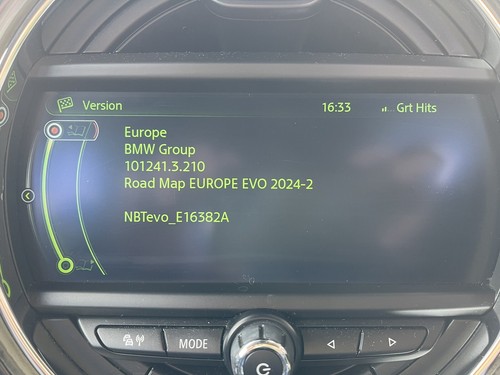 Version 16:33 Grt Hits
Europe
BMW Group
101241.3.210
Road Map EUROPE EVO 2024-2
NBTevo_E16382A
MODE